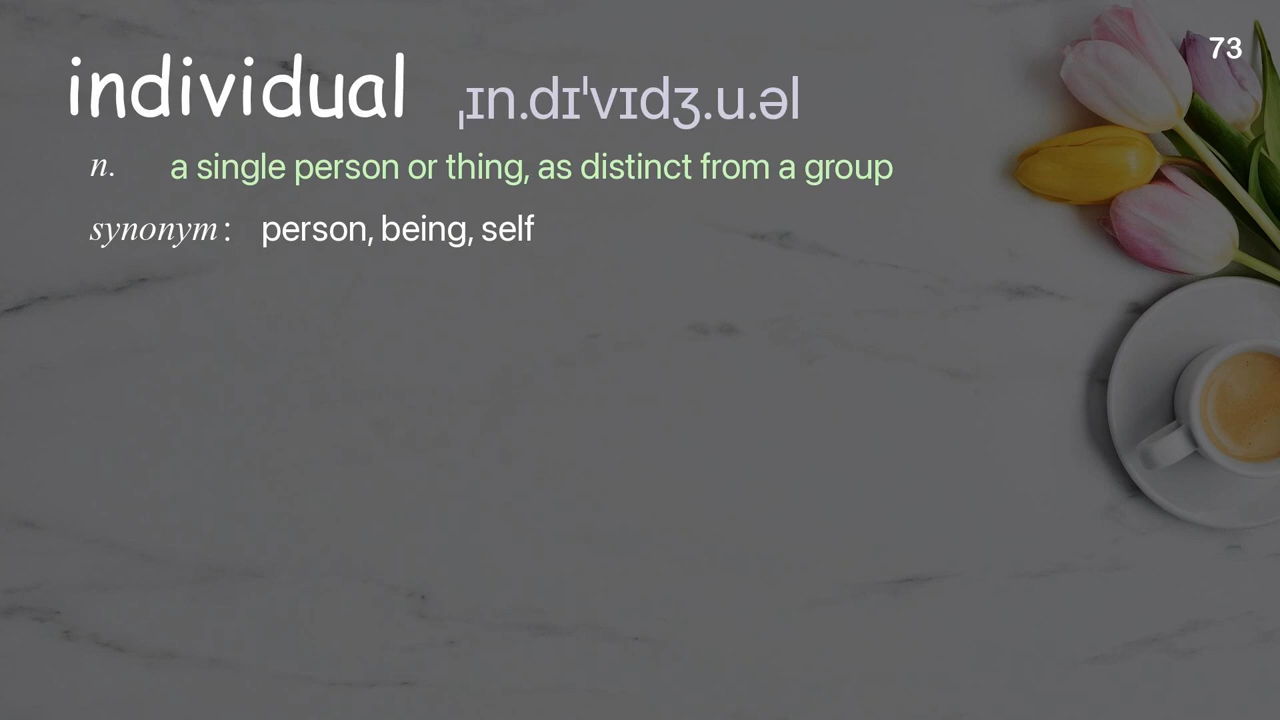 73
individual ˌɪn.dɪˈvɪdʒ.u.əl
n. a single person or thing, as distinct from a group
synonym: person, being, self